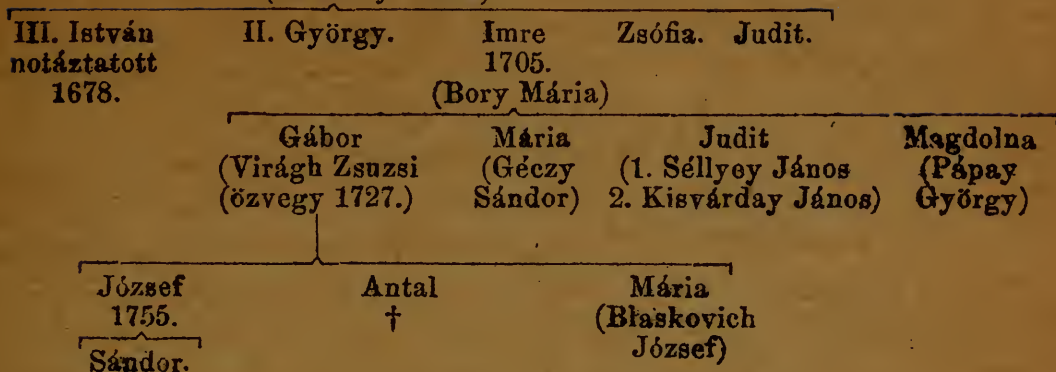 III. István II. György. Imre Zsófia. Judit.
notáztatott 1705.
1678. (Bory Mária)
Gábor Mária Judit Magdolna
(Virágh Zsuzsi (Géczy (1. Séllyey János (Pápay
(özvegy 1727.) Sándor) 2. Kisvárday János) György)
József Antal Mária
1755. † (Blaskovich
Sándor. József)